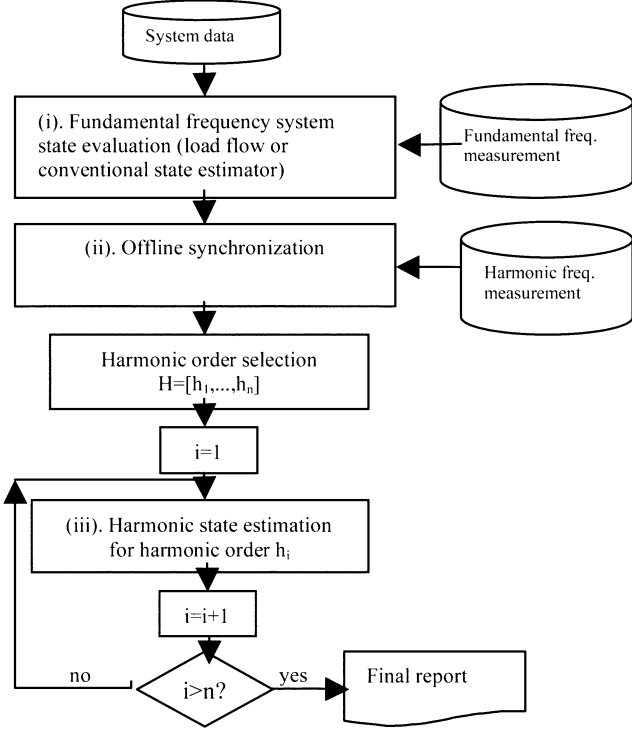 System data
(i). Fundamental frequency system
state evaluation (load flow or
conventional state estimator)
Fundamental freq.
measurement
(ii). Offline synchronization
Harmonic freq.
measurement
Harmonic order selection
H=[h₁,...,hₙ]
i=1
(iii). Harmonic state estimation
for harmonic order hᵢ
i=i+1
no
i>n?
yes
Final report